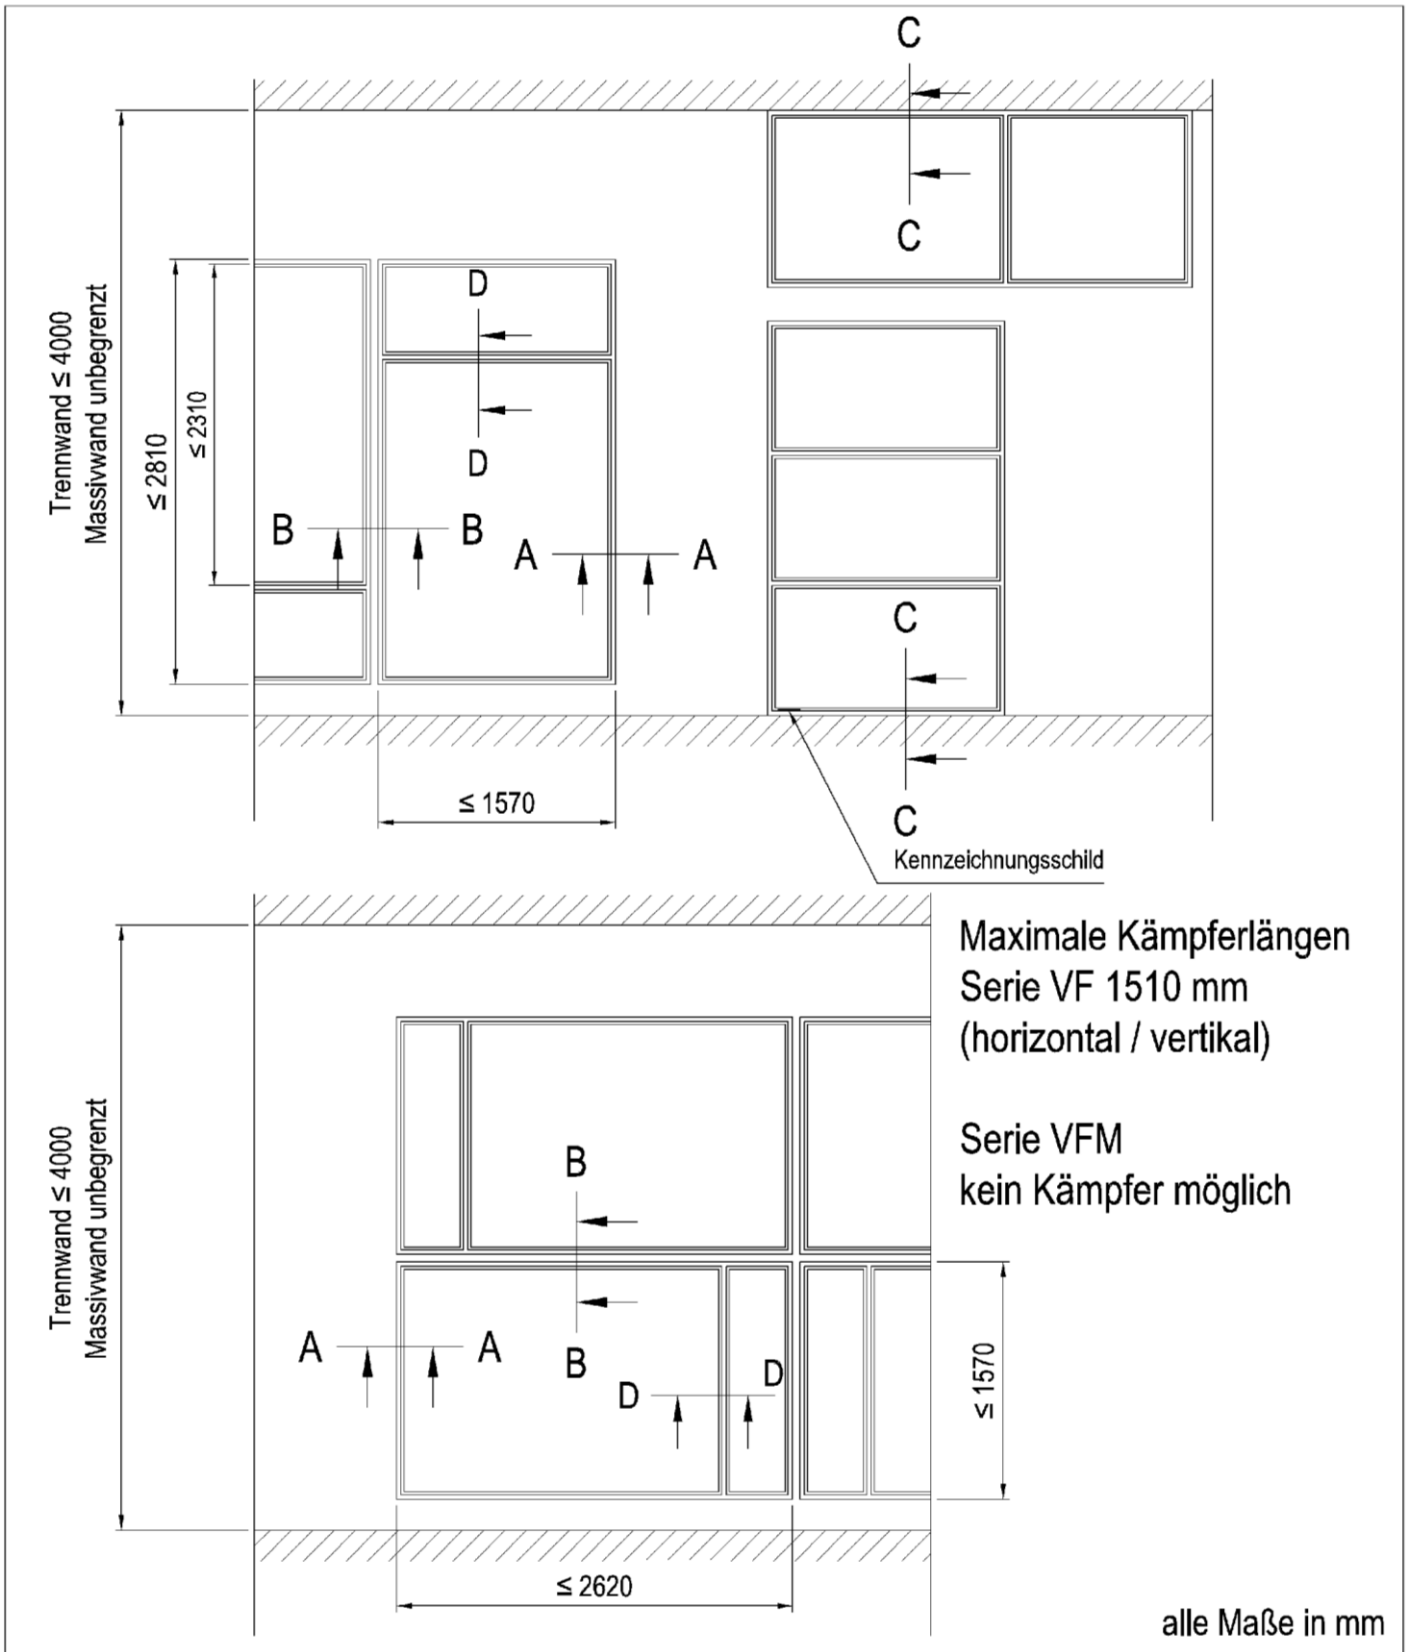 C
C
D
D
B
B
A
A
C
C
Trennwand ≤ 4000
Massivwand unbegrenzt
≤ 2810
≤ 2310
≤ 1570
Kennzeichnungsschild
Maximale Kämpferlängen
Serie VF 1510 mm
(horizontal / vertikal)
Serie VFM
kein Kämpfer möglich
Trennwand ≤ 4000
Massivwand unbegrenzt
B
B
A
A
D
D
≤ 1570
≤ 2620
alle Maße in mm